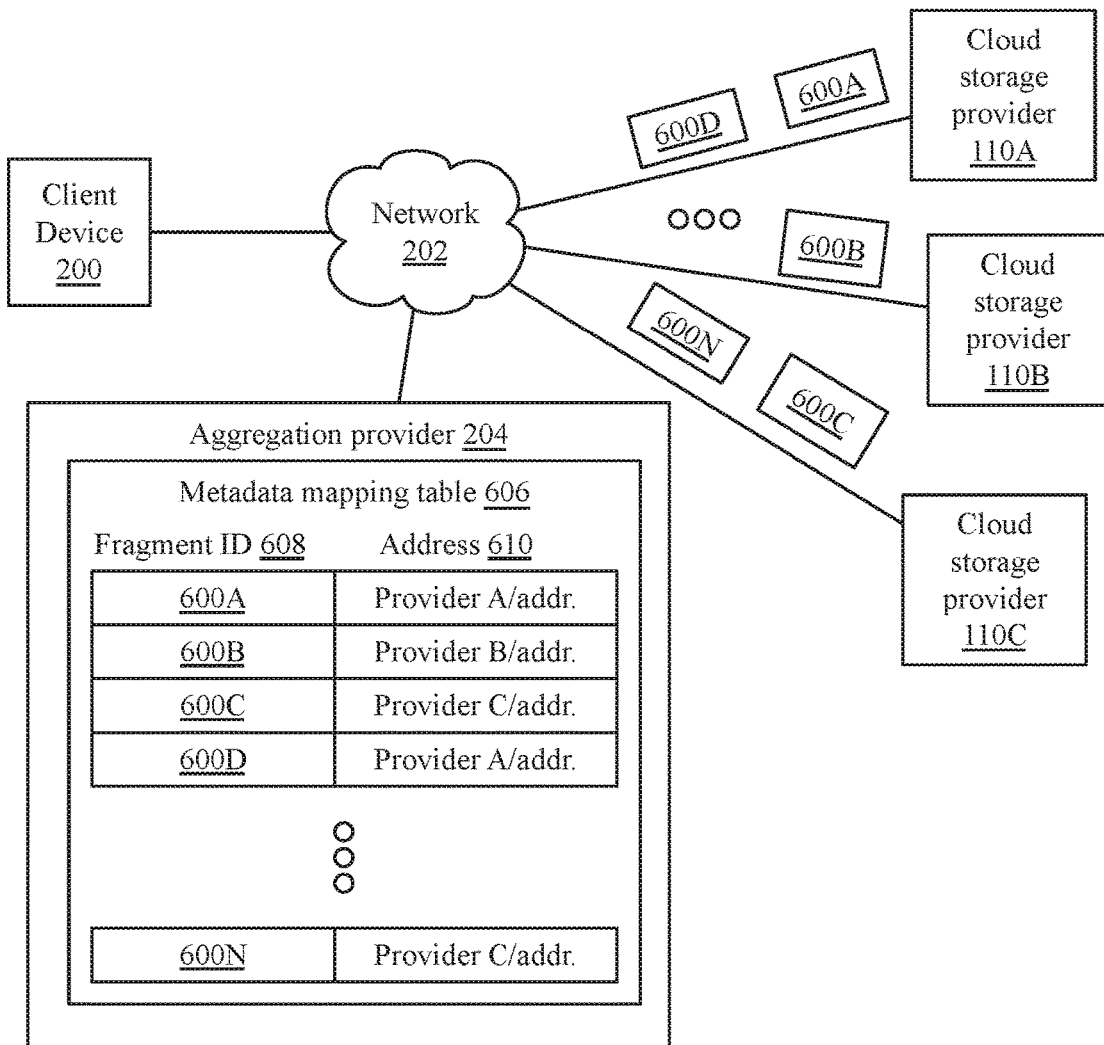 Client
Device
200
Network
202
600D
600A
600B
600N
600C
Cloud
storage
provider
110A
Cloud
storage
provider
110B
Cloud
storage
provider
110C
Aggregation provider 204
Metadata mapping table 606
Fragment ID 608 Address 610
600A Provider A/addr.
600B Provider B/addr.
600C Provider C/addr.
600D Provider A/addr.
600N Provider C/addr.